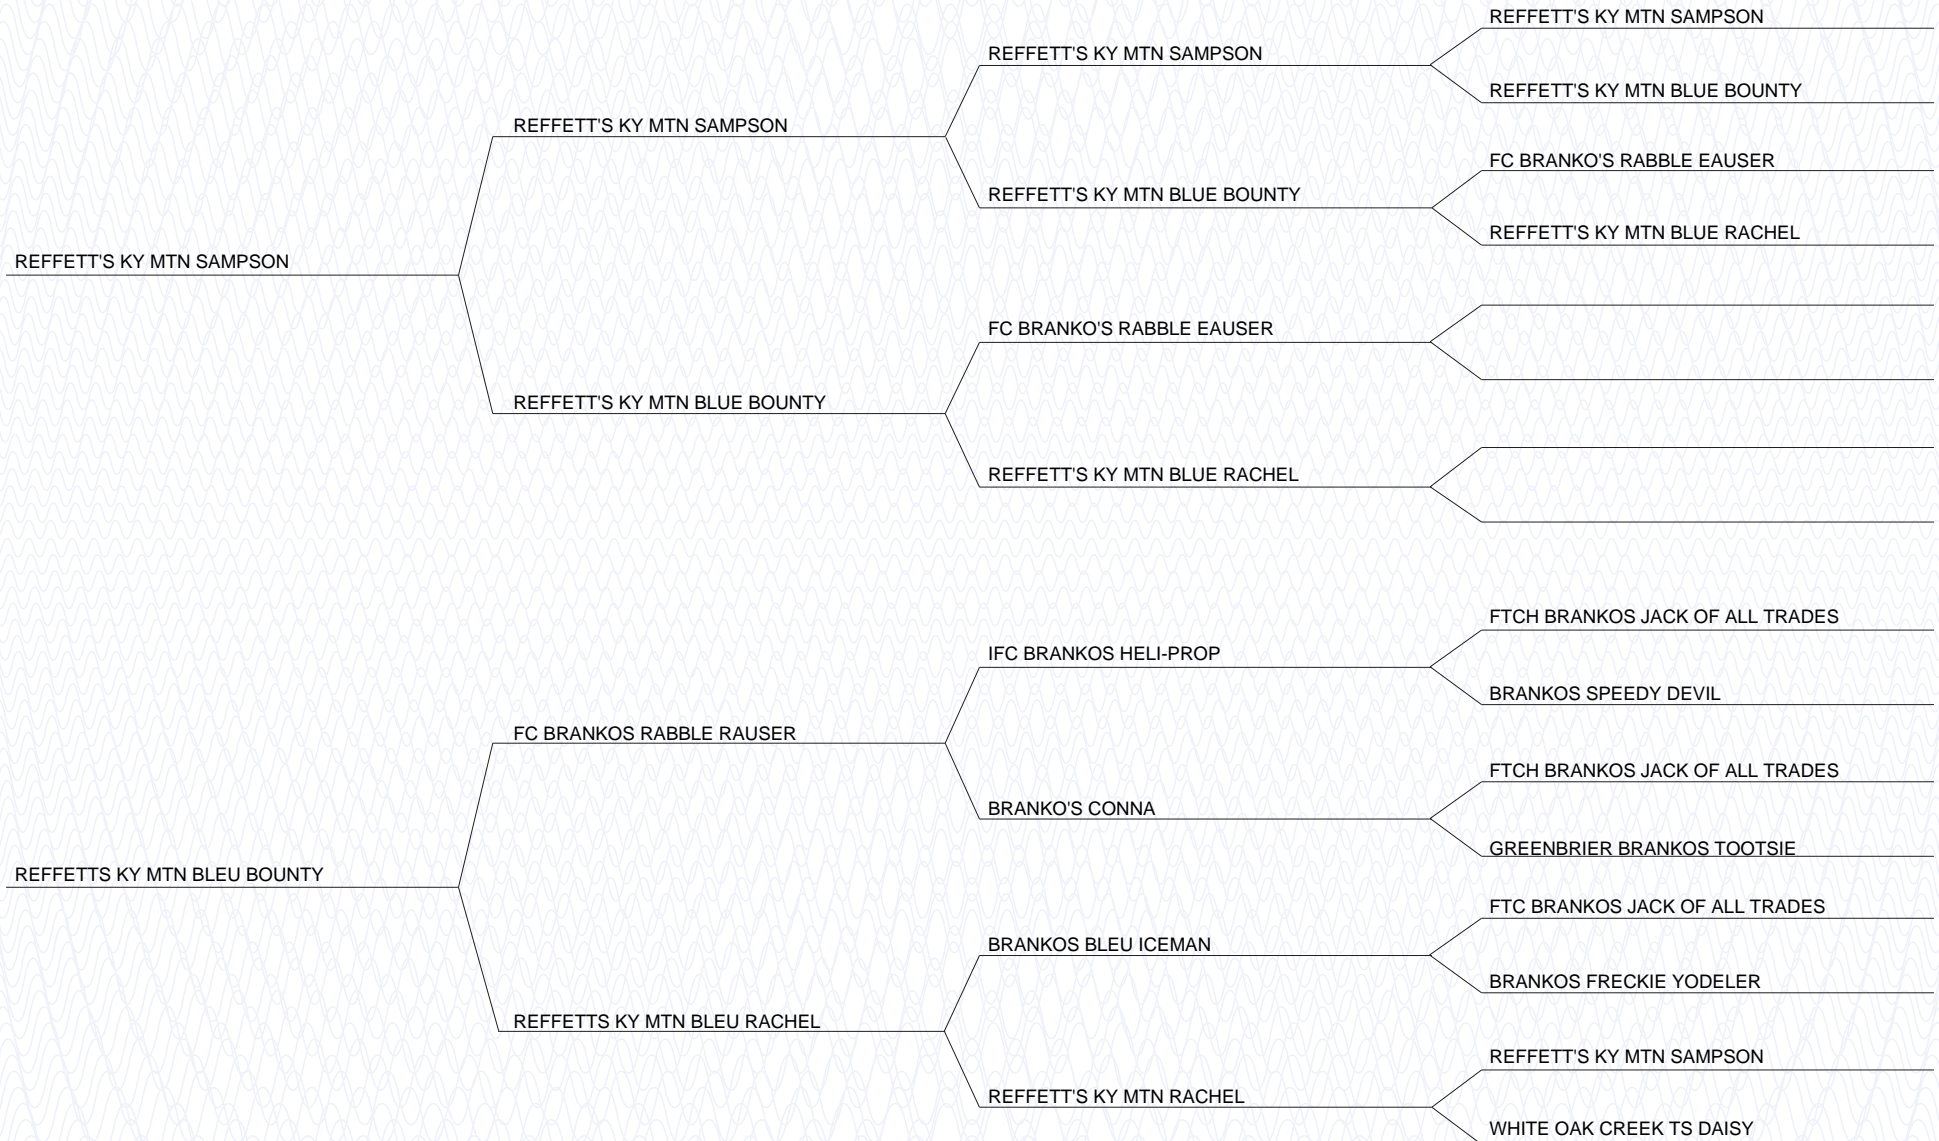 REFFETT'S KY MTN SAMPSON
REFFETT'S KY MTN SAMPSON
REFFETT'S KY MTN SAMPSON
REFFETT'S KY MTN SAMPSON
REFFETT'S KY MTN BLUE BOUNTY
REFFETT'S KY MTN BLUE BOUNTY
FC BRANKO'S RABBLE EAUSER
REFFETT'S KY MTN BLUE RACHEL
REFFETT'S KY MTN BLUE BOUNTY
FC BRANKO'S RABBLE EAUSER
REFFETT'S KY MTN BLUE RACHEL
REFFETTS KY MTN BLEU BOUNTY
FC BRANKOS RABBLE RAUSER
IFC BRANKOS HELI-PROP
FTCH BRANKOS JACK OF ALL TRADES
BRANKOS SPEEDY DEVIL
BRANKO'S CONNA
FTCH BRANKOS JACK OF ALL TRADES
GREENBRIER BRANKOS TOOTSIE
REFFETTS KY MTN BLEU RACHEL
BRANKOS BLEU ICEMAN
FTC BRANKOS JACK OF ALL TRADES
BRANKOS FRECKIE YODELER
REFFETT'S KY MTN RACHEL
REFFETT'S KY MTN SAMPSON
WHITE OAK CREEK TS DAISY